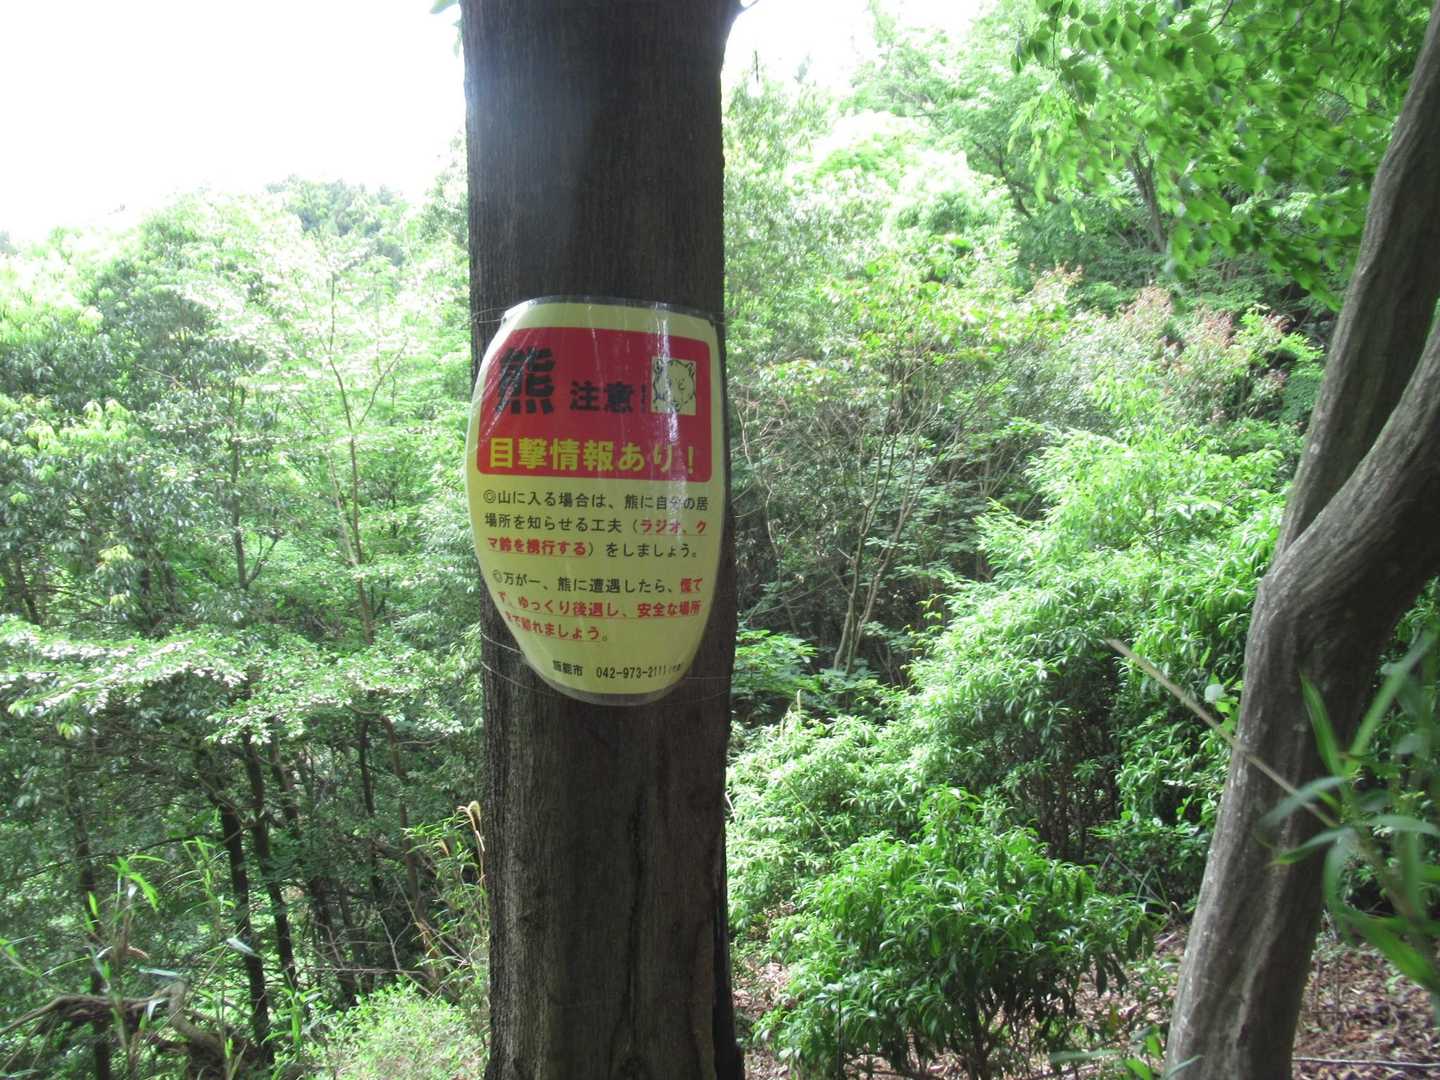 熊 注意!
目撃情報あり!
◎山に入る場合は、熊に自分の居
場所を知らせる工夫(ラジオ、ク
マ鈴を携行する)をしましょう。
◎万が一、熊に遭遇したら、慌て
ず、ゆっくり後退し、安全な場所
まで離れましょう。
飯能市 042-973-2111